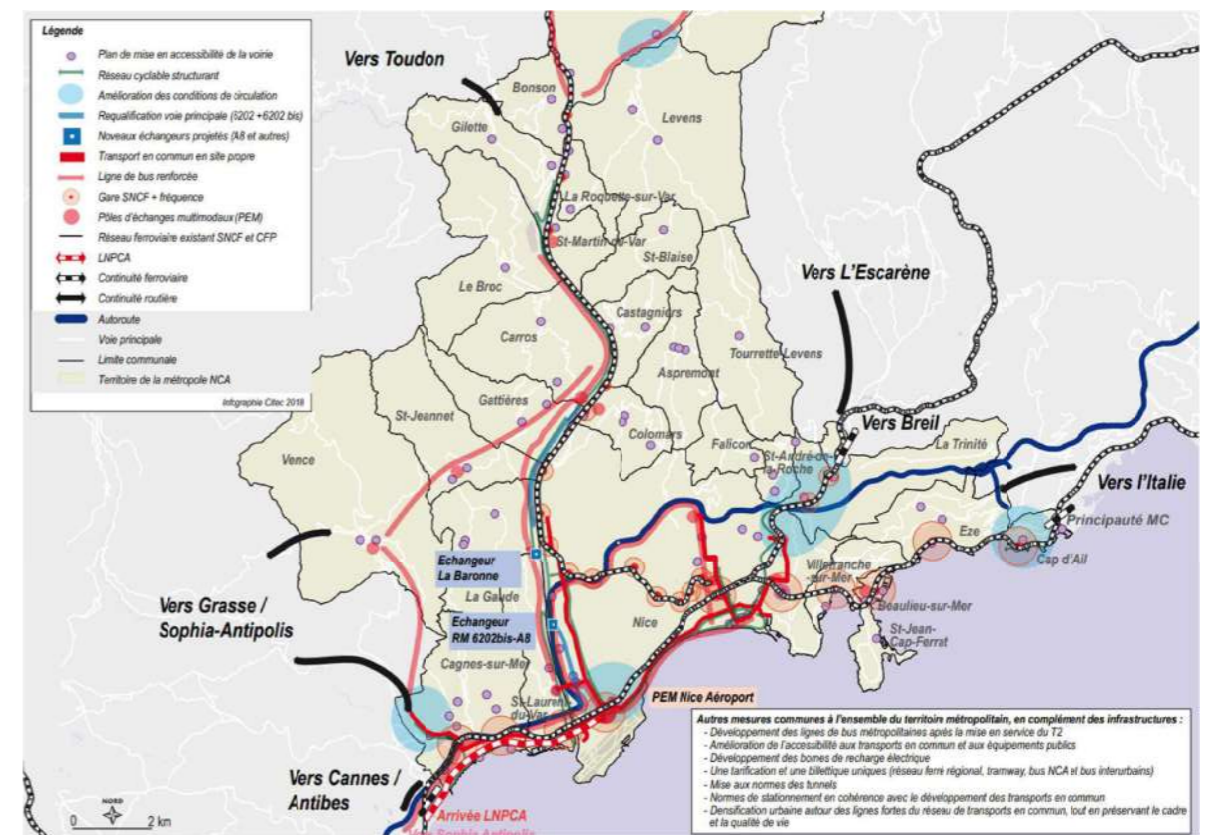 Légende
Plan de mise en accessibilité de la voirie
Réseau cyclable structurant
Amélioration des conditions de circulation
Requalification voie principale (6202 +6202 bis)
Noveaux échangeurs projetés (A8 et autres)
Transport en commun en site propre
Ligne de bus renforcée
Gare SNCF + fréquence
Pôles d'échanges multimodaux (PEM)
Réseau ferroviaire existant SNCF et CFP
LNPCA
Continuité ferroviaire
Continuité routière
Autoroute
Voie principale
Limite communale
Territoire de la métropole NCA
Infographie Citec 2018
Vers Toudon
Bonson
Gilette
Levens
La Roquette-sur-Var
St-Martin-du-Var
St-Blaise
Vers L'Escarène
Le Broc
Castagniers
Carros
Tourrette-Levens
Aspremont
Gattières
St-Jeannet
Colomars
Falicon
Vers Breil
La Trinité
St-André-de-
la-Roche
Vence
Vers l'Italie
Principauté MC
Eze
Cap d'Ail
Echangeur
La Baronne
Villefranche
-sur-Mer
La Gaude
Beaulieu-sur-Mer
Vers Grasse /
Sophia-Antipolis
Echangeur
RM 6202bis-A8
Nice
St-Jean-
Cap-Ferrat
Cagnes-sur-Mer
St-Laurent-
du-Var
PEM Nice Aéroport
Vers Cannes /
Antibes
Arrivée LNPCA
Vers Sophia Antipolis
NORD
0 2 km
Autres mesures communes à l'ensemble du territoire métropolitain, en complément des infrastructures :
- Développement des lignes de bus métropolitaines après la mise en service du T2
- Amélioration de l'accessibilité aux transports en commun et aux équipements publics
- Développement des bornes de recharge électrique
- Une tarification et une billettique uniques (réseau ferré régional, tramway, bus NCA et bus interurbains)
- Mise aux normes des tunnels
- Normes de stationnement en cohérence avec le développement des transports en commun
- Densification urbaine autour des lignes fortes du réseau de transports en commun, tout en préservant le cadre
et la qualité de vie